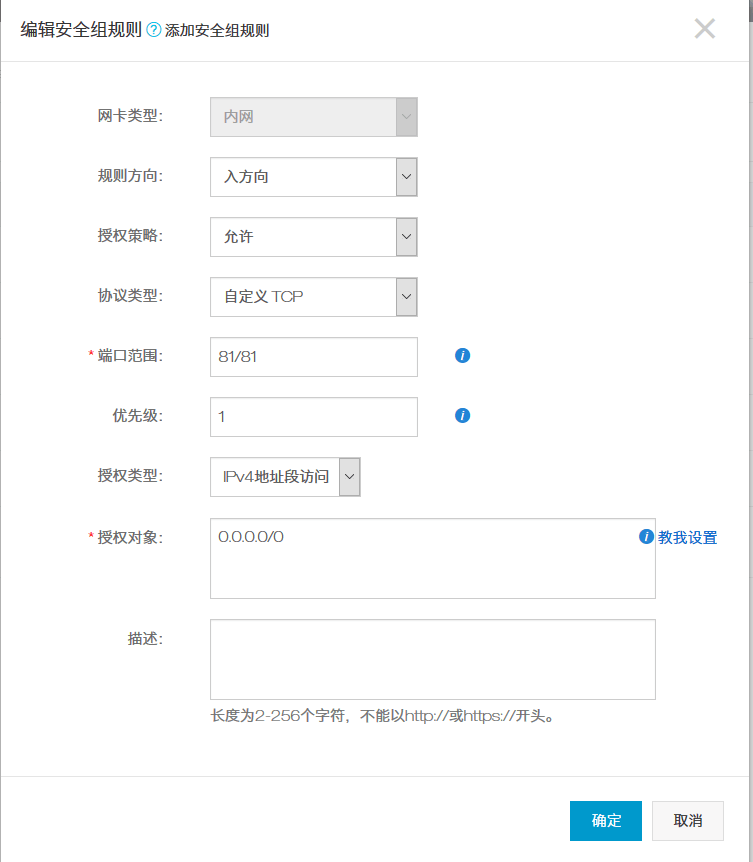 编辑安全组规则 ? 添加安全组规则
网卡类型： 内网
规则方向： 入方向
授权策略： 允许
协议类型： 自定义 TCP
* 端口范围： 81/81
优先级： 1
授权类型： IPv4地址段访问
* 授权对象： 0.0.0.0/0 教我设置
描述：
长度为2-256个字符，不能以http://或https://开头。
确定 取消